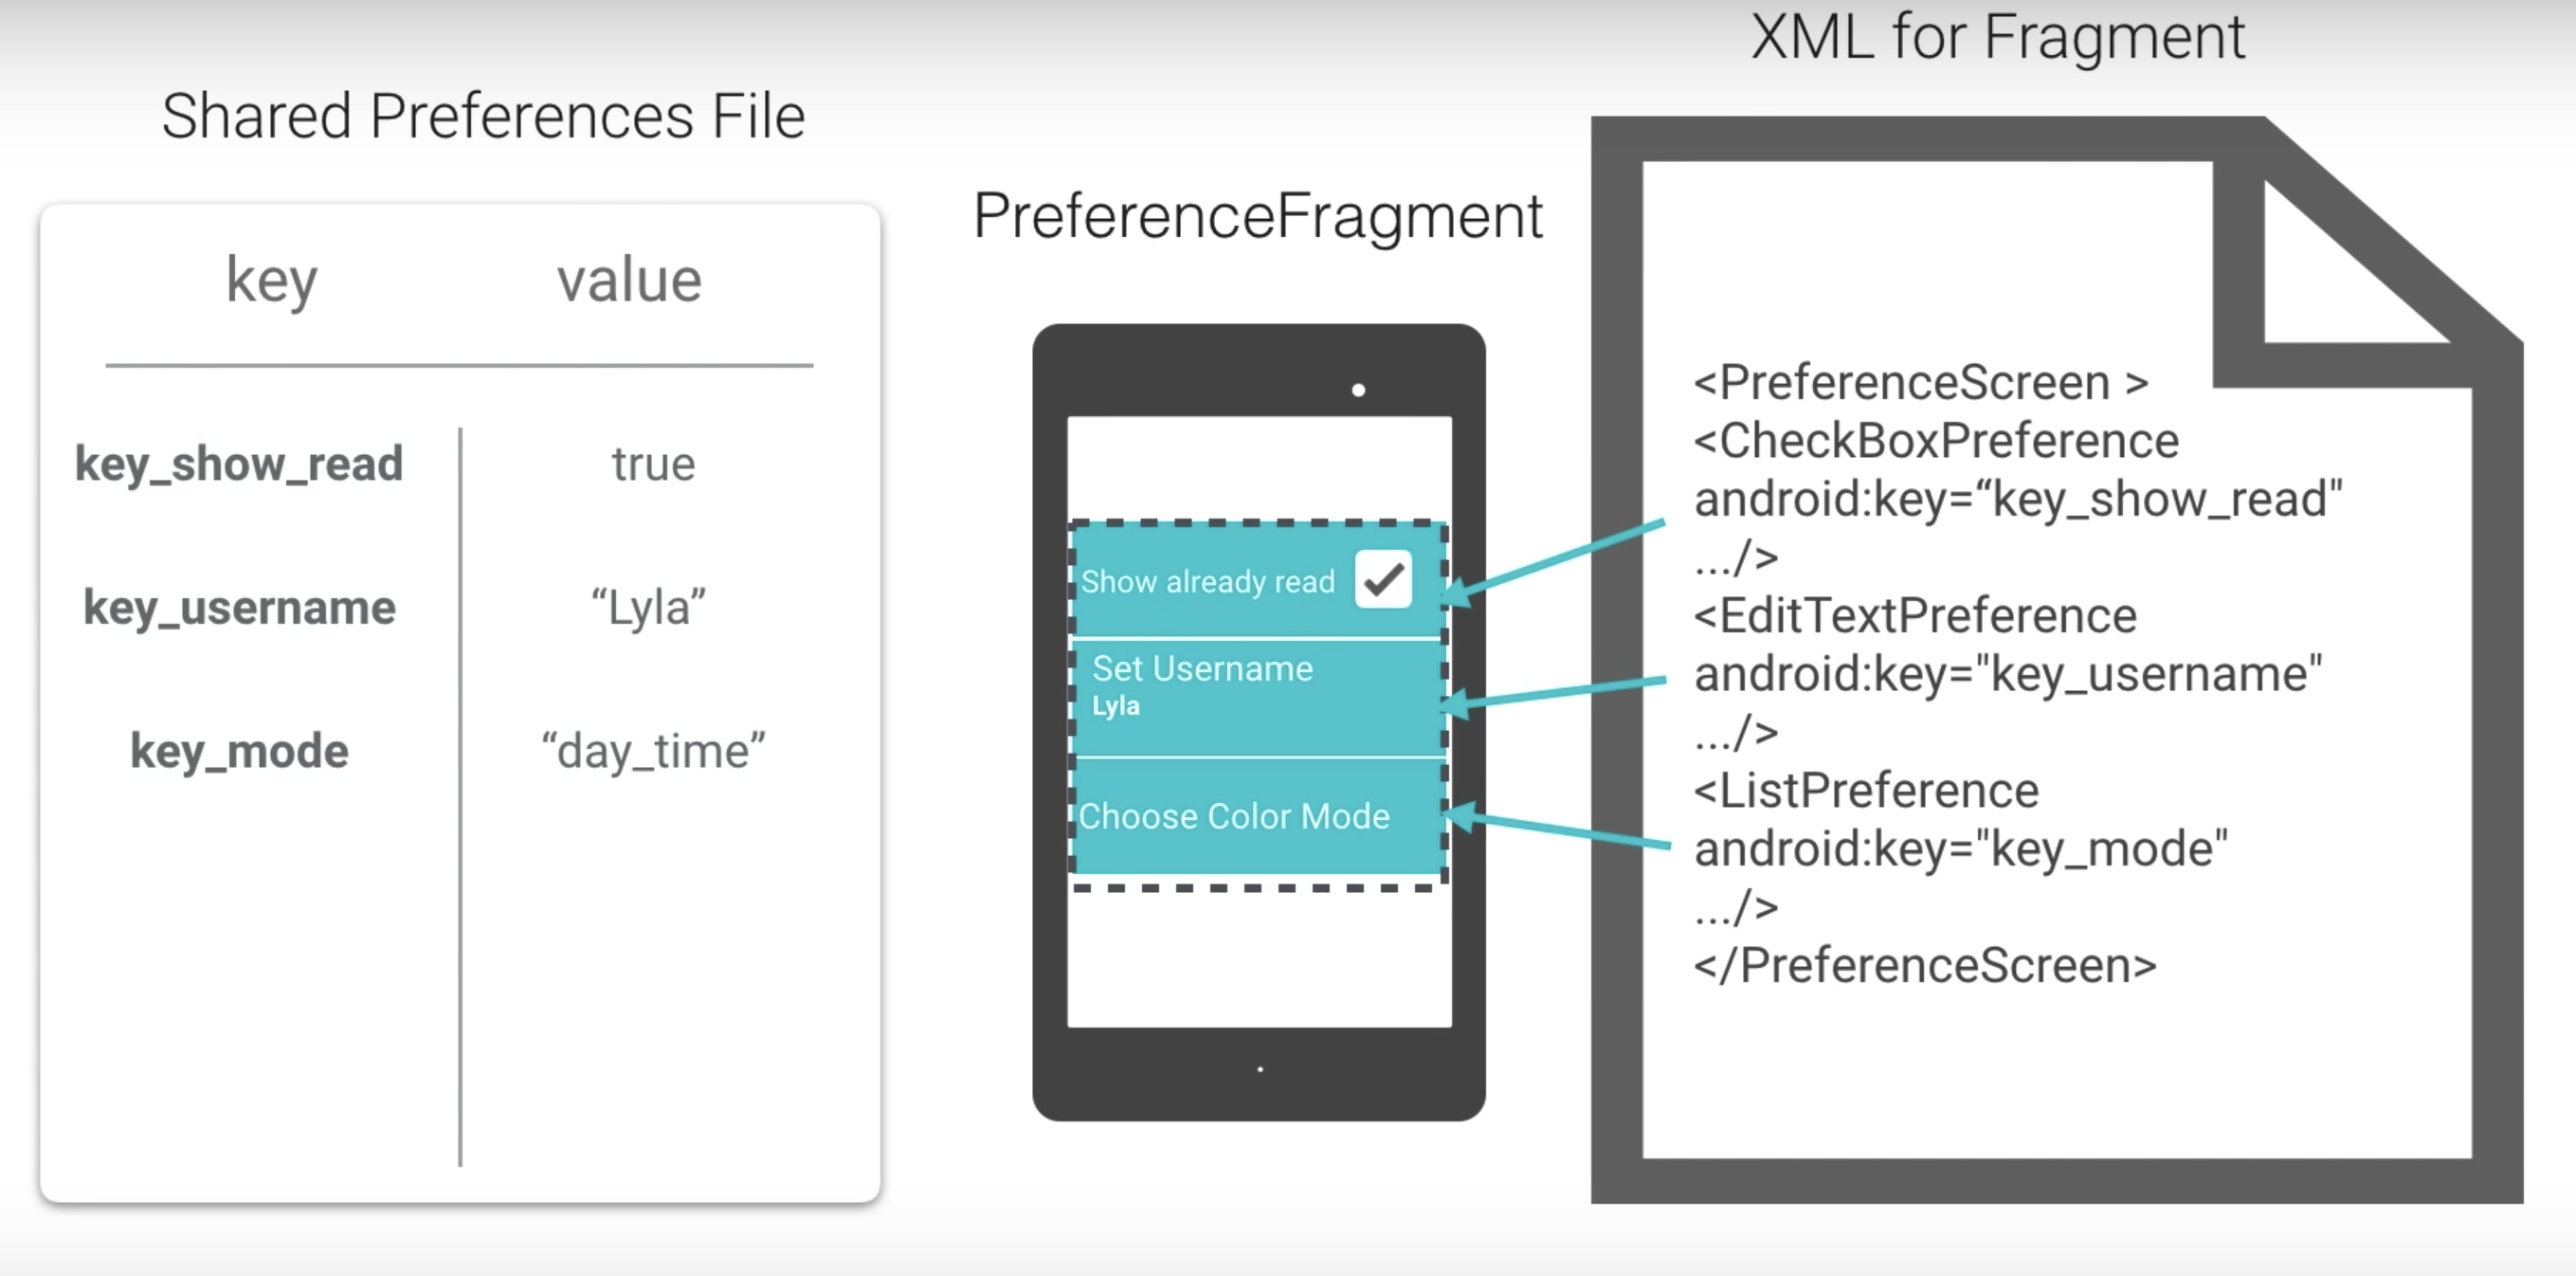 Shared Preferences File
key value
key_show_read true
key_username “Lyla”
key_mode “day_time”
PreferenceFragment
Show already read
Set Username
Lyla
Choose Color Mode
XML for Fragment
<PreferenceScreen >
<CheckBoxPreference
android:key=“key_show_read"
.../>
<EditTextPreference
android:key="key_username"
.../>
<ListPreference
android:key="key_mode"
.../>
</PreferenceScreen>